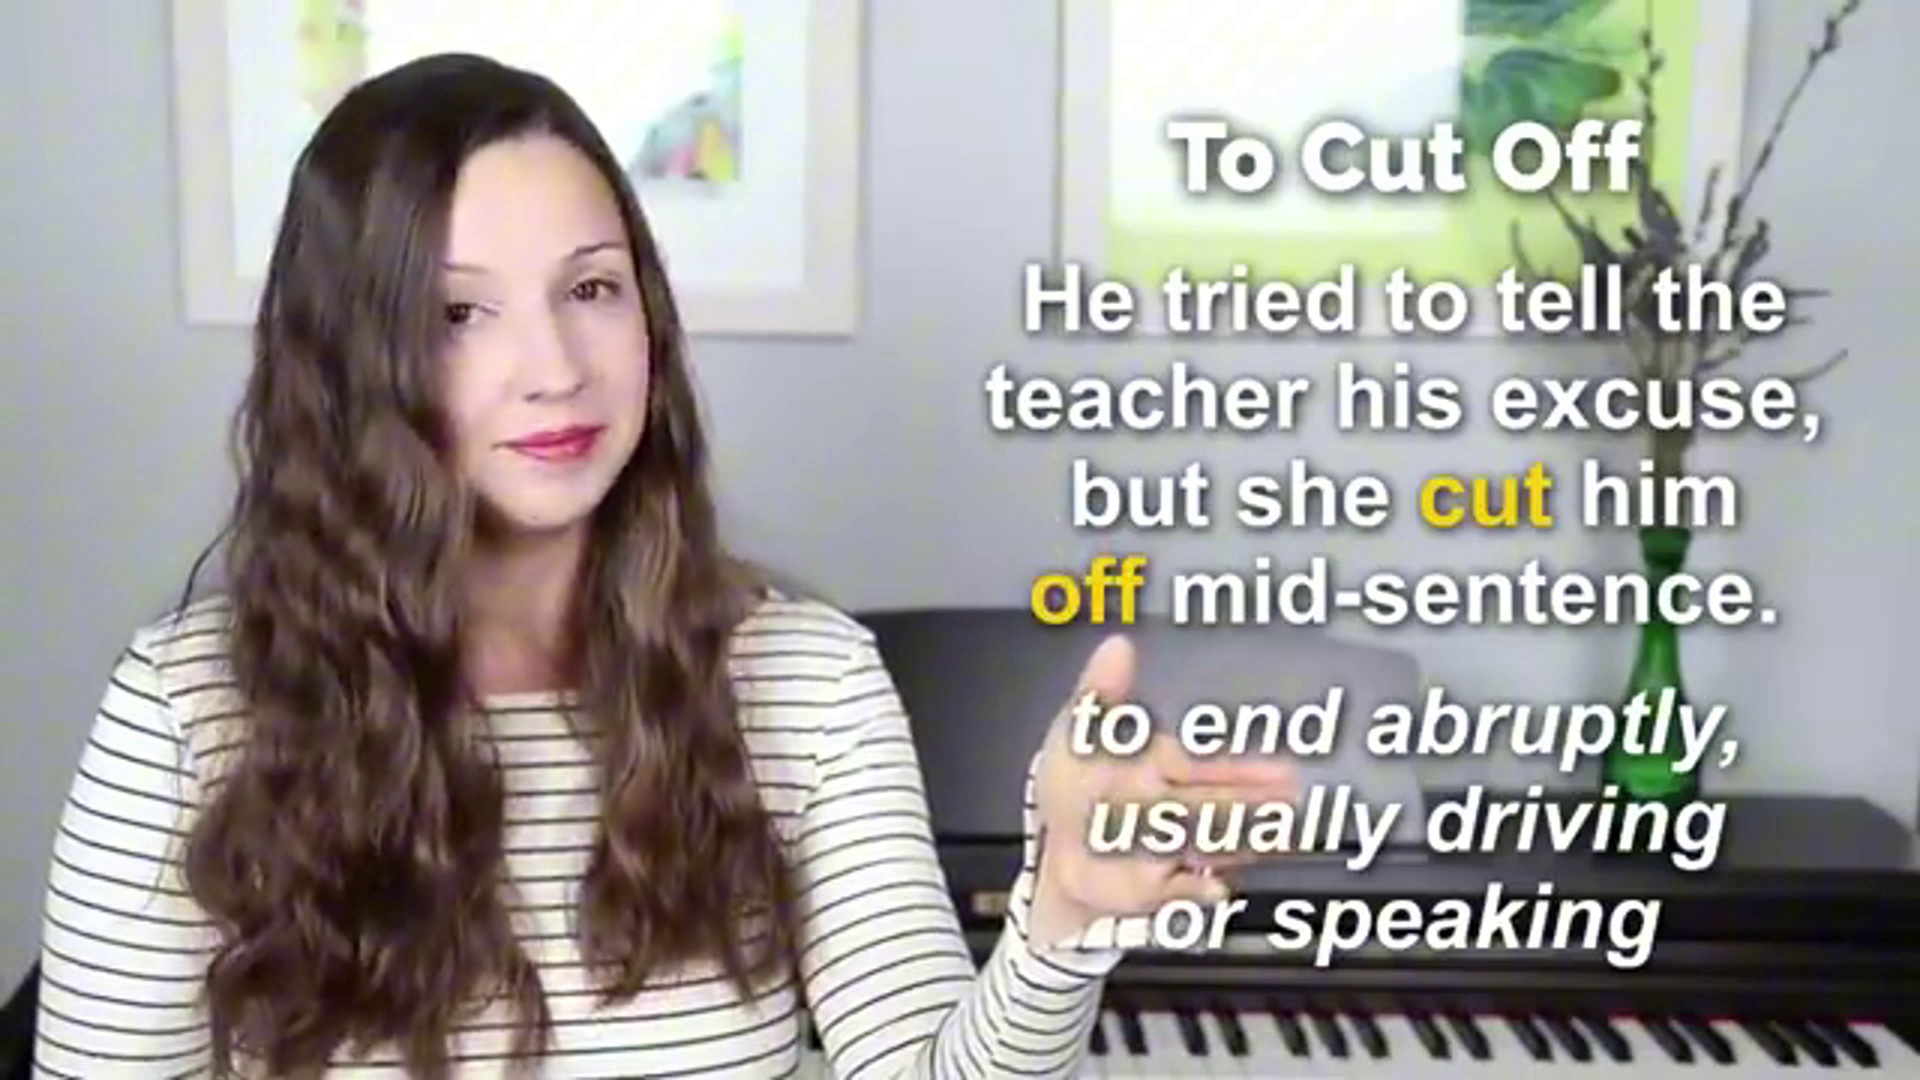 To Cut Off
He tried to tell the
teacher his excuse,
but she cut him
off mid-sentence.
to end abruptly,
usually driving
or speaking